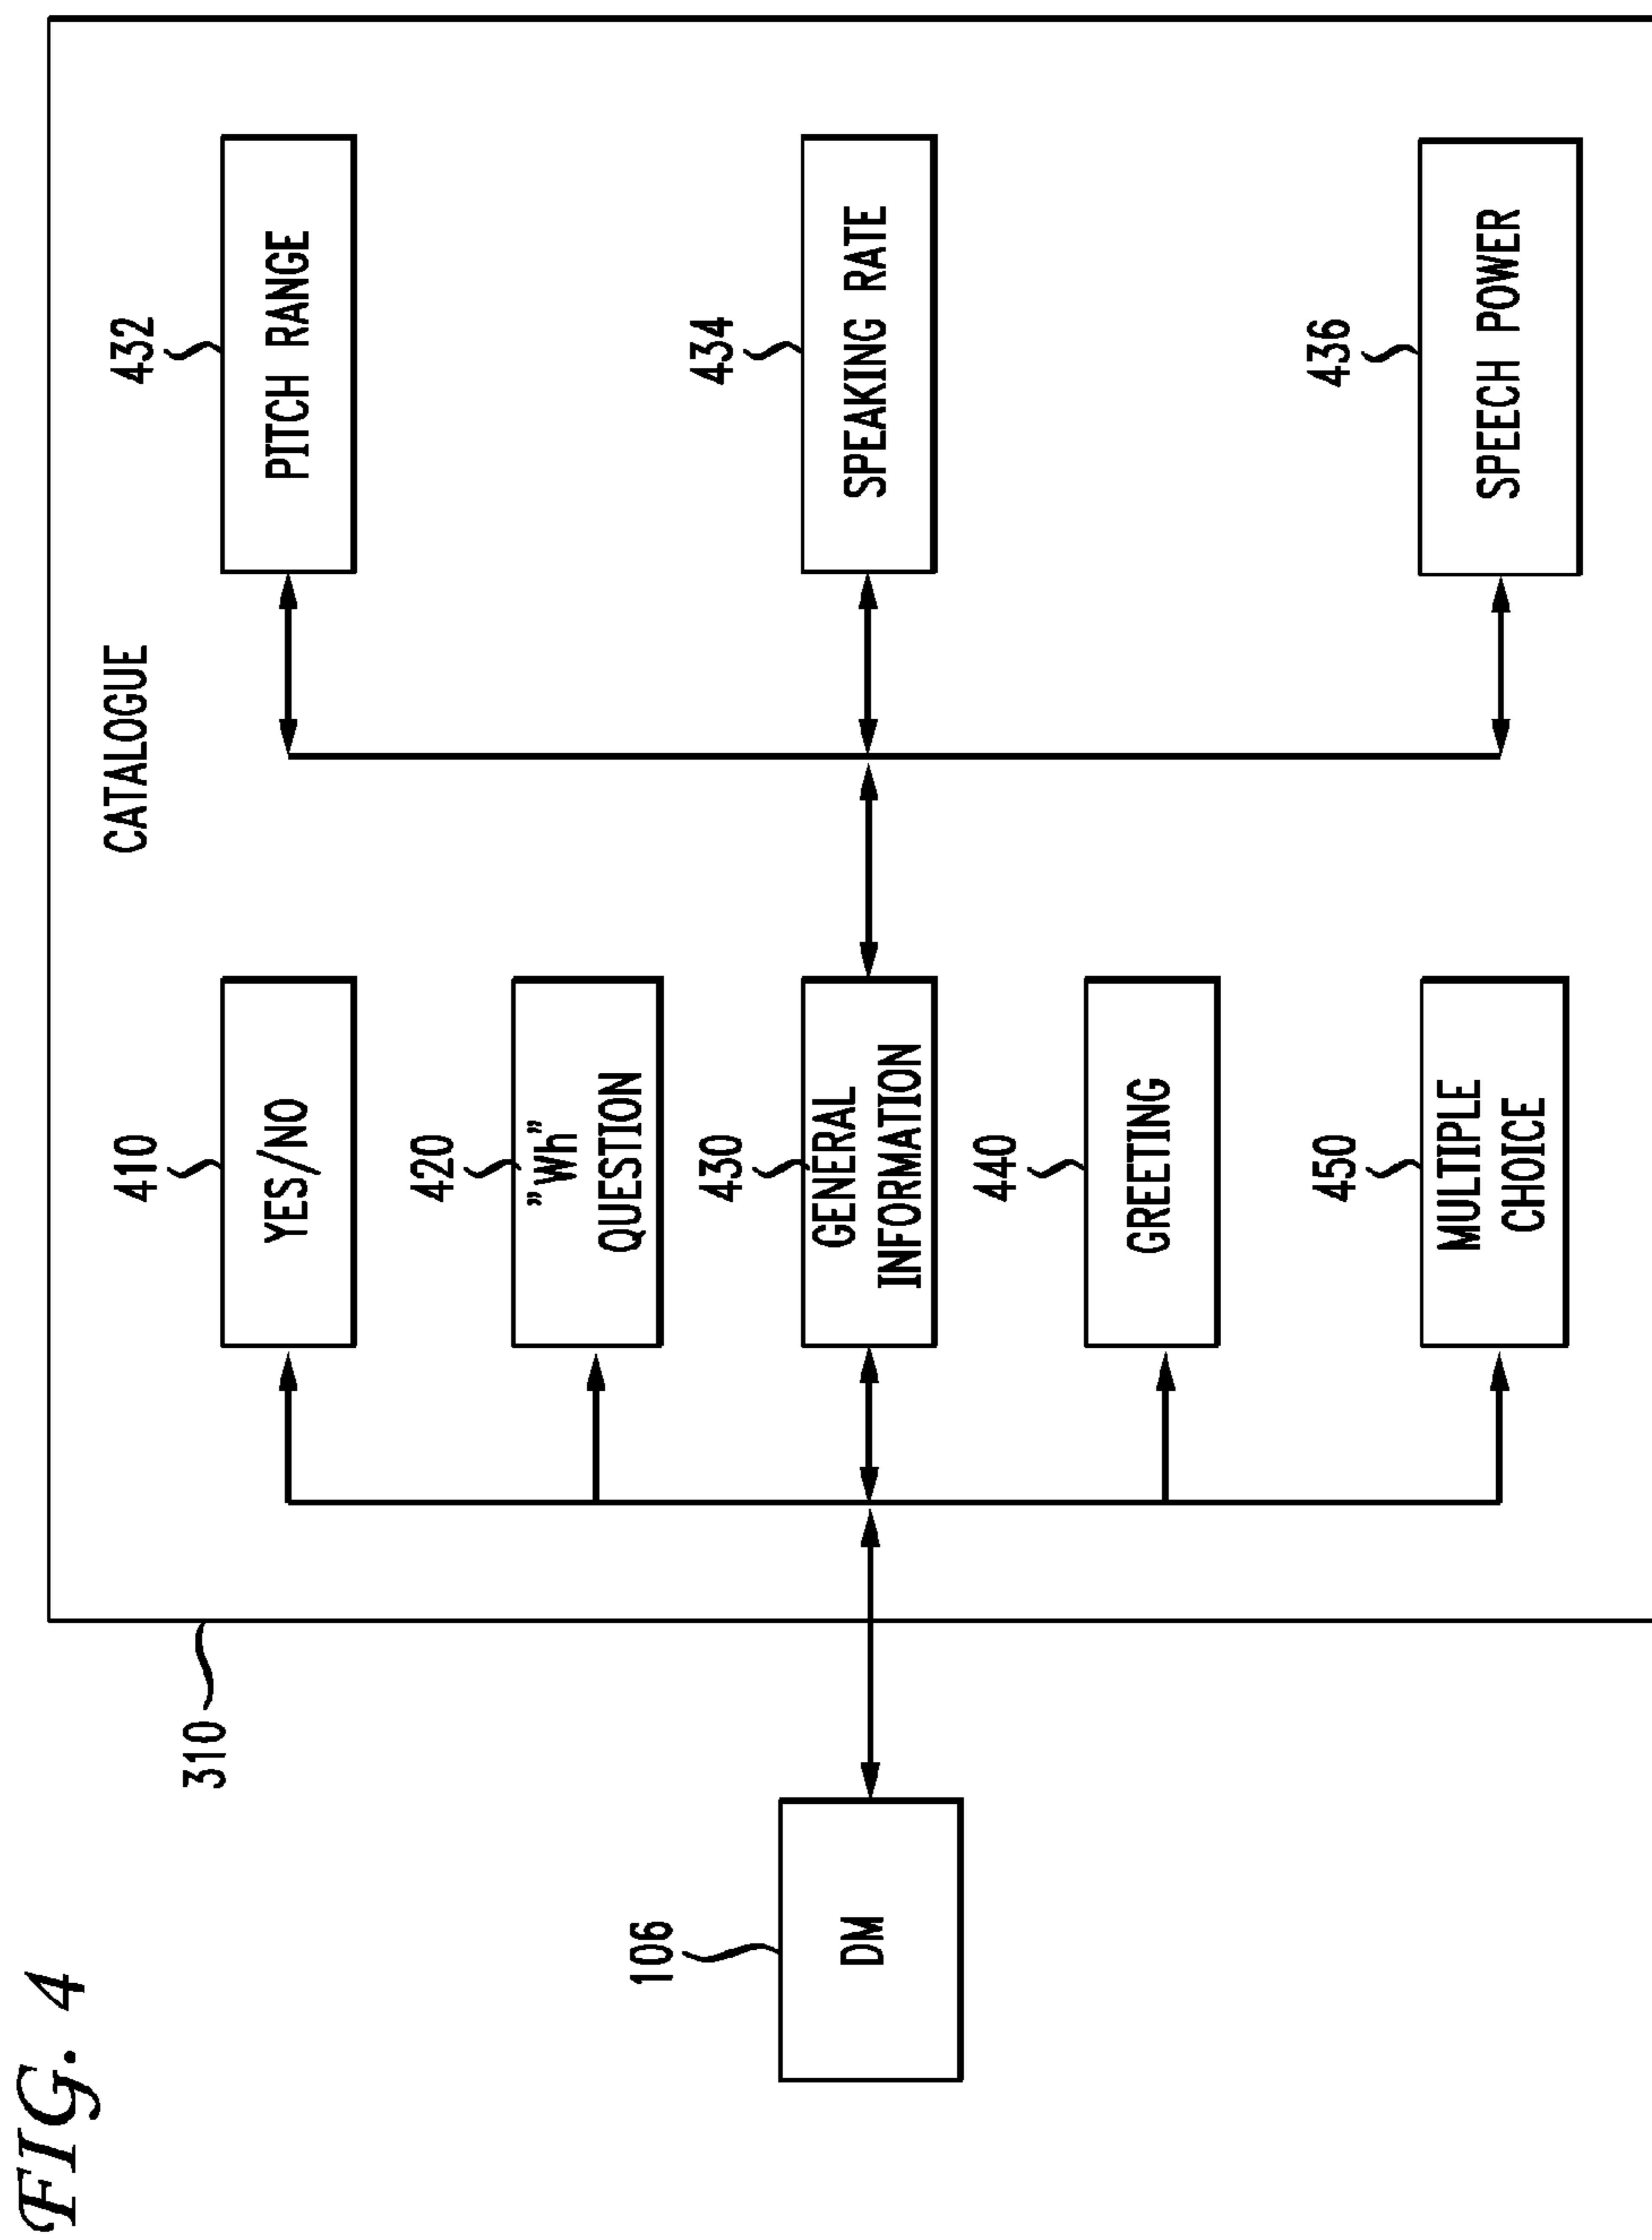 FIG. 4
310
CATALOGUE
106
DM
410
YES/NO
420
"Wh"
QUESTION
430
GENERAL
INFORMATION
440
GREETING
450
MULTIPLE
CHOICE
432
PITCH RANGE
434
SPEAKING RATE
436
SPEECH POWER